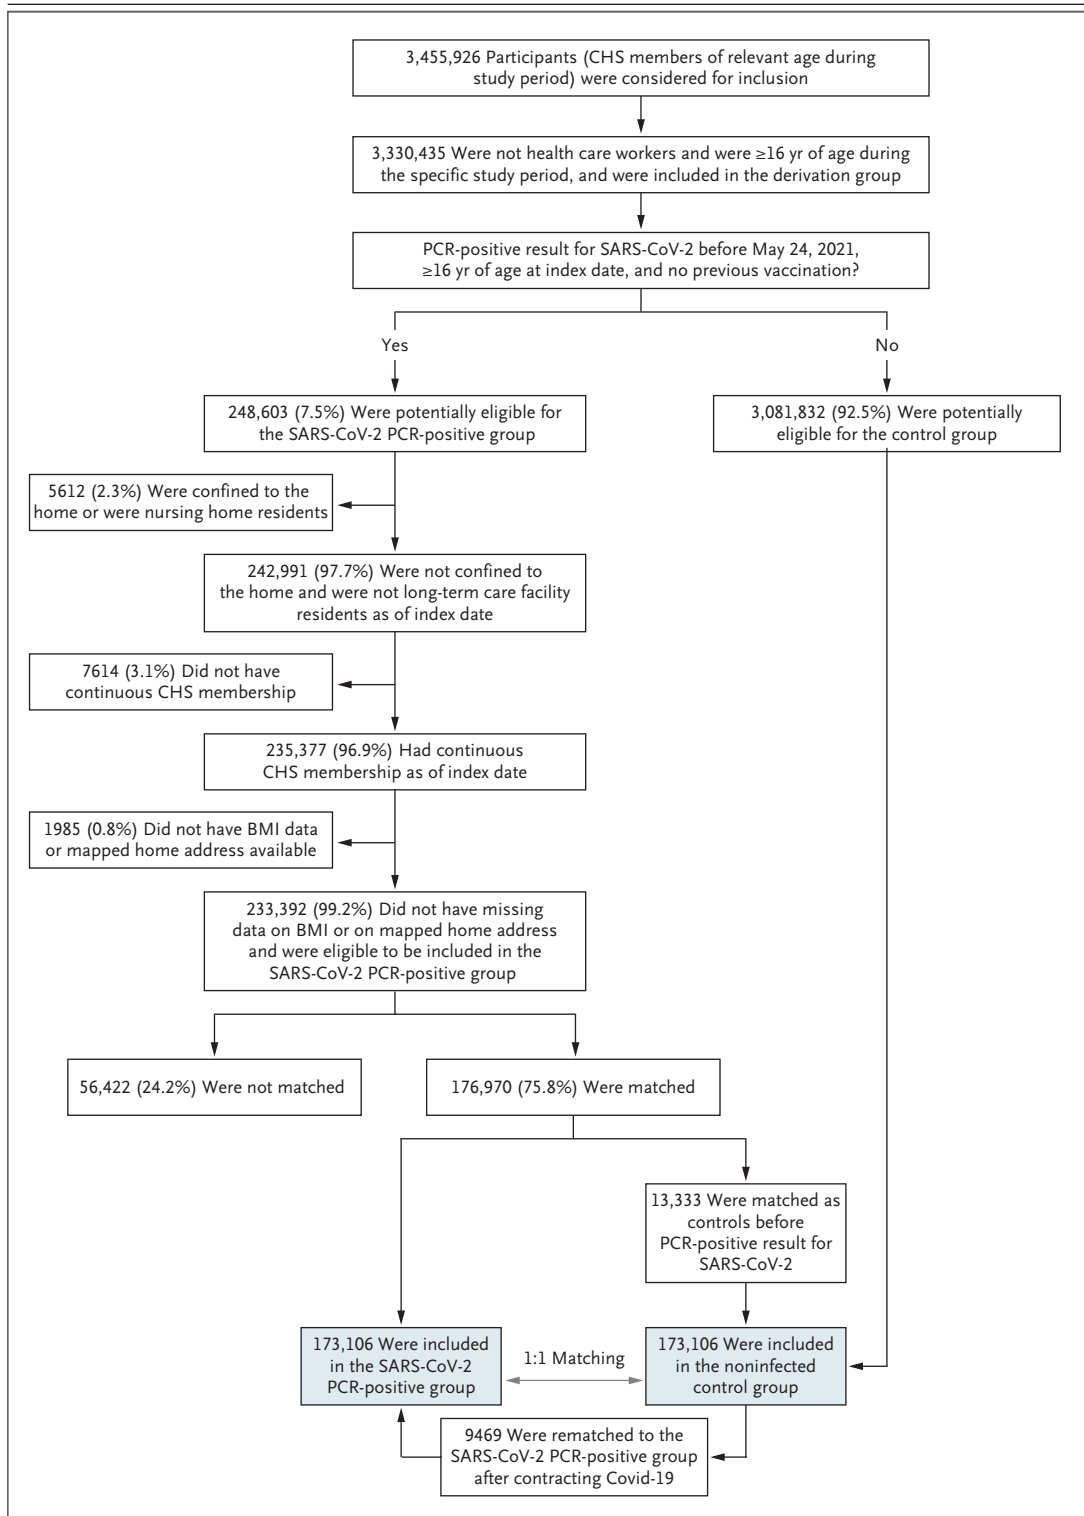 3,455,926 Participants (CHS members of relevant age during
study period) were considered for inclusion
3,330,435 Were not health care workers and were ≥16 yr of age during
the specific study period, and were included in the derivation group
PCR-positive result for SARS-CoV-2 before May 24, 2021,
≥16 yr of age at index date, and no previous vaccination?
Yes
No
248,603 (7.5%) Were potentially eligible for
the SARS-CoV-2 PCR-positive group
3,081,832 (92.5%) Were potentially
eligible for the control group
5612 (2.3%) Were confined to the
home or were nursing home residents
242,991 (97.7%) Were not confined to
the home and were not long-term care facility
residents as of index date
7614 (3.1%) Did not have
continuous CHS membership
235,377 (96.9%) Had continuous
CHS membership as of index date
1985 (0.8%) Did not have BMI data
or mapped home address available
233,392 (99.2%) Did not have missing
data on BMI or on mapped home address
and were eligible to be included in the
SARS-CoV-2 PCR-positive group
56,422 (24.2%) Were not matched
176,970 (75.8%) Were matched
13,333 Were matched as
controls before
PCR-positive result for
SARS-CoV-2
173,106 Were included
in the SARS-CoV-2
PCR-positive group
1:1 Matching
173,106 Were included
in the noninfected
control group
9469 Were rematched to the
SARS-CoV-2 PCR-positive group
after contracting Covid-19